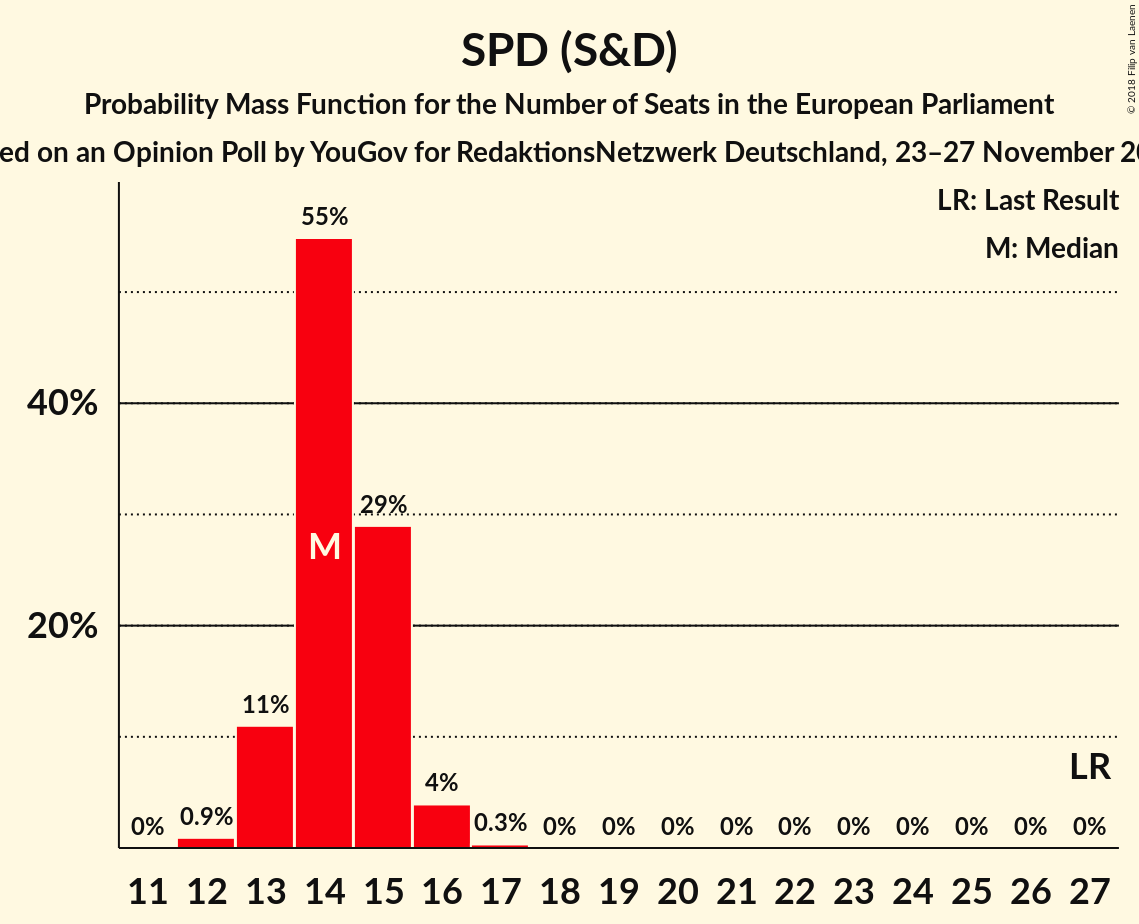 SPD (S&D)
Probability Mass Function for the Number of Seats in the European Parliament
ed on an Opinion Poll by YouGov for RedaktionsNetzwerk Deutschland, 23–27 November 20
© 2018 Filip van Laenen
LR: Last Result
M: Median
55%
40%
29%
M
20%
11%
LR
4%
0% 0.9% 0.3% 0% 0% 0% 0% 0% 0% 0% 0% 0% 0%
11 12 13 14 15 16 17 18 19 20 21 22 23 24 25 26 27